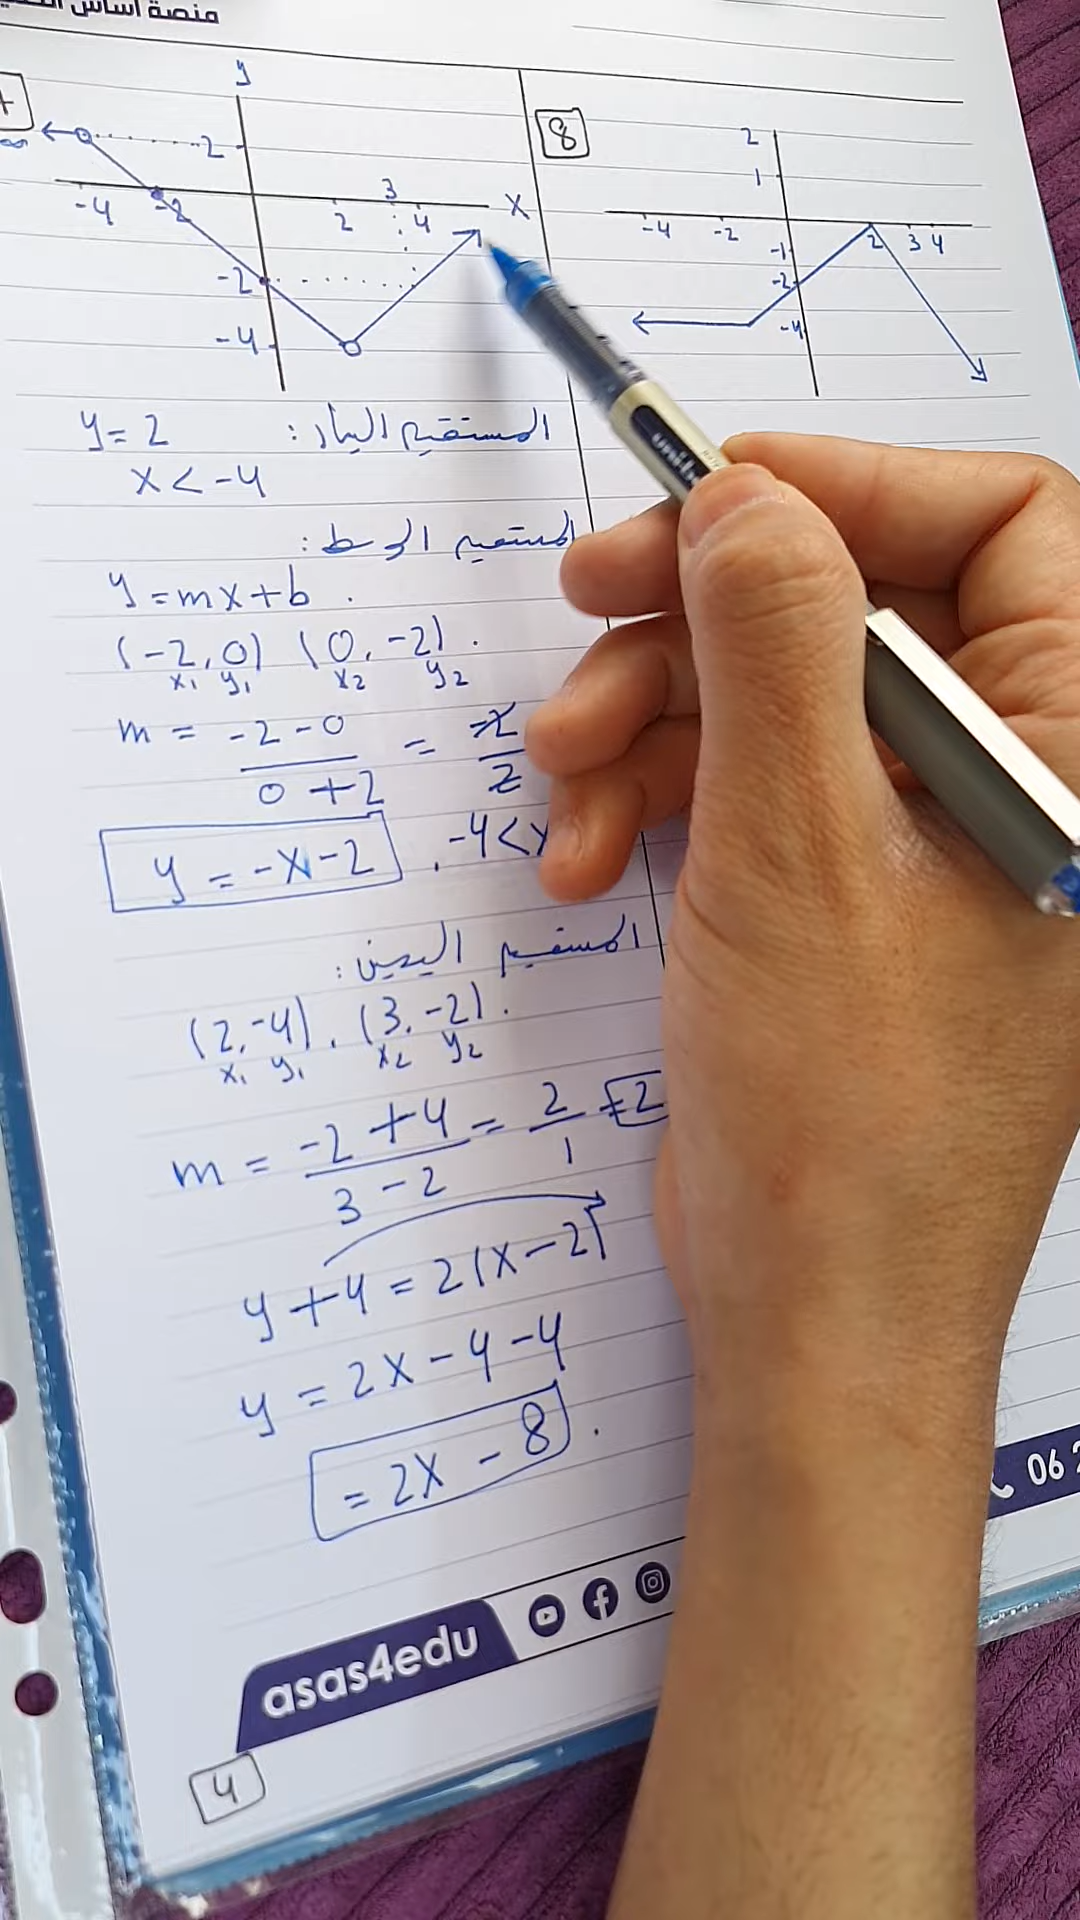 منصة أساس
y
2
-4
-2
2
3
4
x
-2
-4
8
2
1
-4
-2
2
3
4
-1
-2
-4
المستقيم اليسار :
y = 2
x < -4
المستقيم الوسط :
y = mx + b .
(-2, 0) (0, -2) .
x₁ y₁ x₂ y₂
m = -2 - 0 / 0 + 2 = -2 / 2
y = -x - 2 , -4 <
المستقيم اليمين :
(2, -4) , (3, -2) .
x₁ y₁ x₂ y₂
m = -2 + 4 / 3 - 2 = 2 / 1 = 2
y + 4 = 2(x - 2)
y = 2x - 4 - 4
= 2x - 8 .
06
asas4edu
4